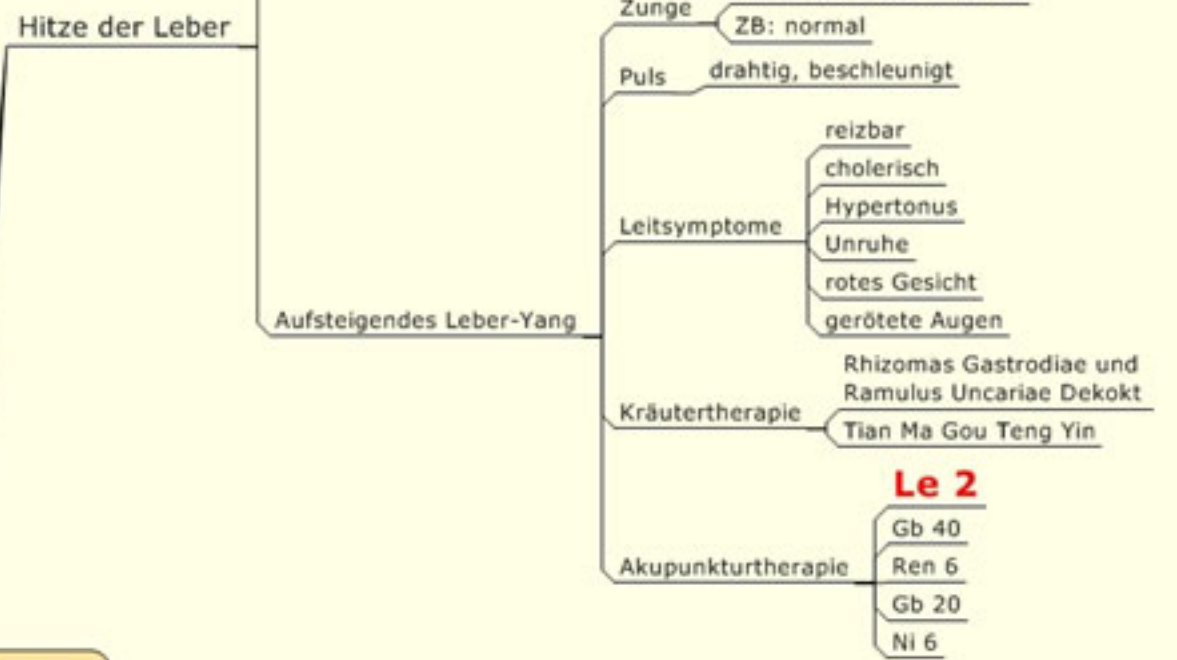 Hitze der Leber
Aufsteigendes Leber-Yang
Zunge
ZB: normal
Puls
drahtig, beschleunigt
Leitsymptome
reizbar
cholerisch
Hypertonus
Unruhe
rotes Gesicht
gerötete Augen
Kräutertherapie
Rhizomas Gastrodiae und
Ramulus Uncariae Dekokt
Tian Ma Gou Teng Yin
Akupunkturtherapie
Le 2
Gb 40
Ren 6
Gb 20
Ni 6